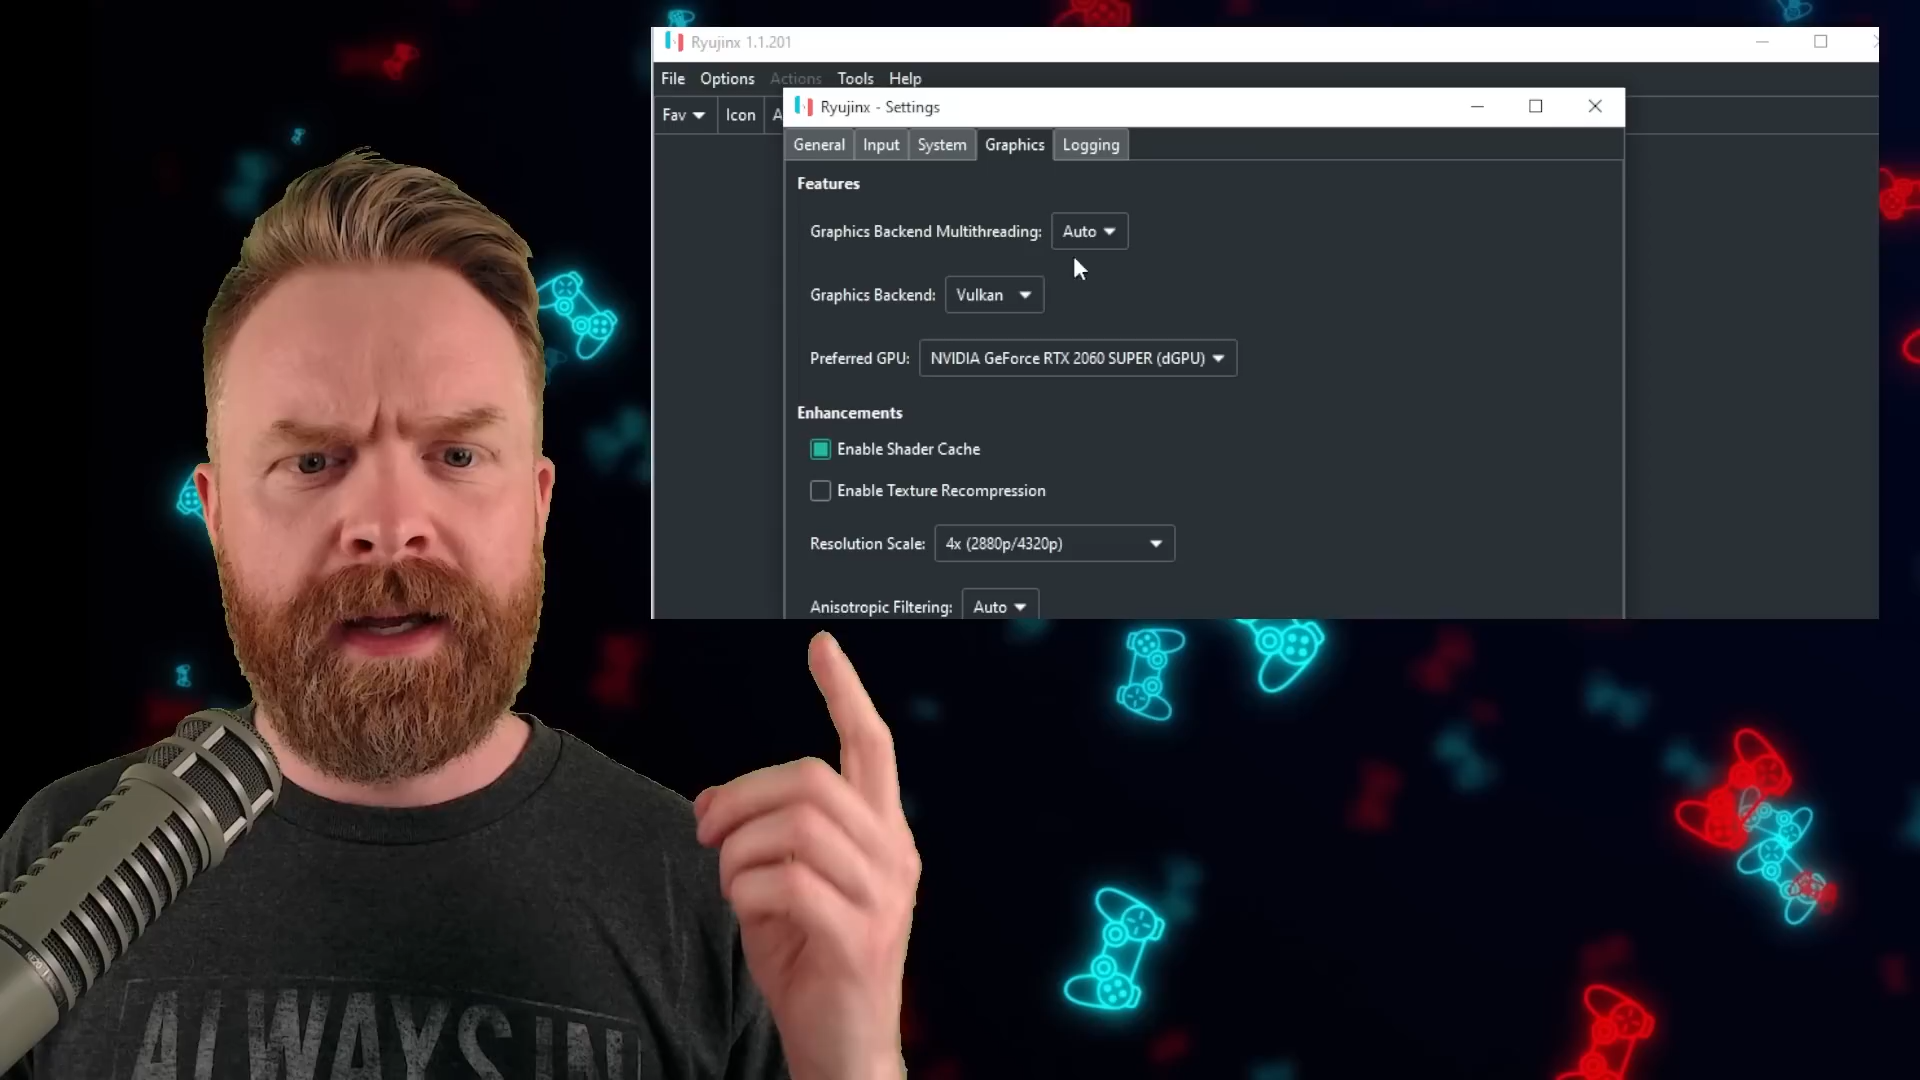 Ryujinx 1.1.201
File Options Actions Tools Help
Fav Icon A
Ryujinx - Settings
General Input System Graphics Logging
Features
Graphics Backend Multithreading: Auto
Graphics Backend: Vulkan
Preferred GPU: NVIDIA GeForce RTX 2060 SUPER (dGPU)
Enhancements
Enable Shader Cache
Enable Texture Recompression
Resolution Scale: 4x (2880p/4320p)
Anisotropic Filtering: Auto
ALWAYS IN